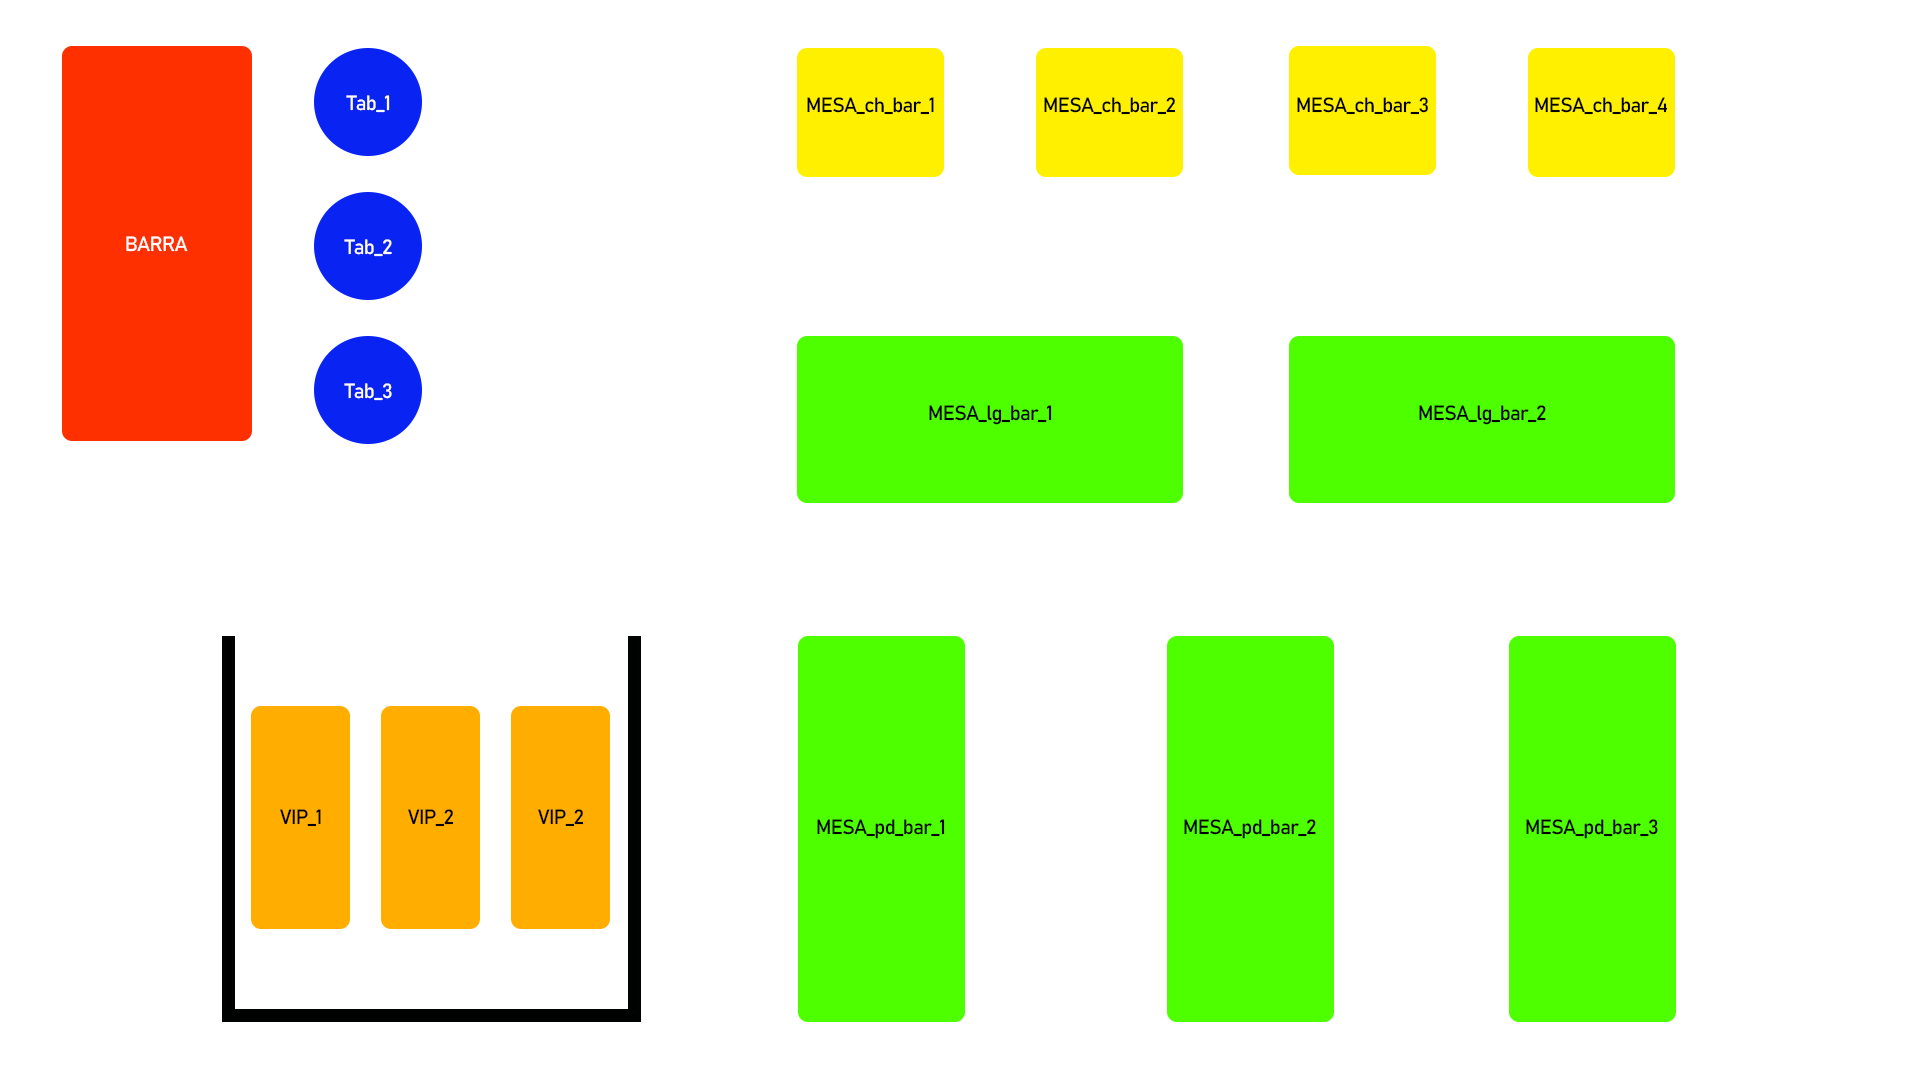 BARRA
Tab_1
Tab_2
Tab_3
MESA_ch_bar_1
MESA_ch_bar_2
MESA_ch_bar_3
MESA_ch_bar_4
MESA_lg_bar_1
MESA_lg_bar_2
VIP_1
VIP_2
VIP_2
MESA_pd_bar_1
MESA_pd_bar_2
MESA_pd_bar_3